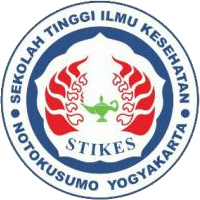 SEKOLAH TINGGI ILMU KESEHATAN
STIKES
NOTOKUSUMO YOGYAKARTA